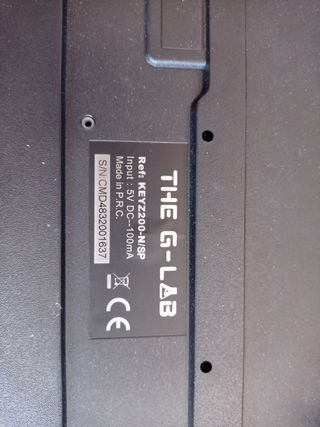 THE G-LAB
Ref: KEYZ200-N/SP
Input : 5V DC⎓100mA
Made in P.R.C.
S/N:CMD4832001637
CE